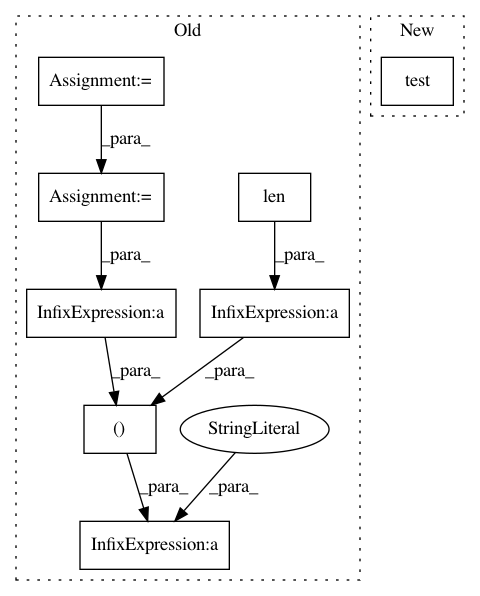 Old
New
Assignment:=
test
_para_
Assignment:=
len
_para_
_para_
InfixExpression:a
InfixExpression:a
_para_
_para_
()
StringLiteral
_para_
_para_
InfixExpression:a